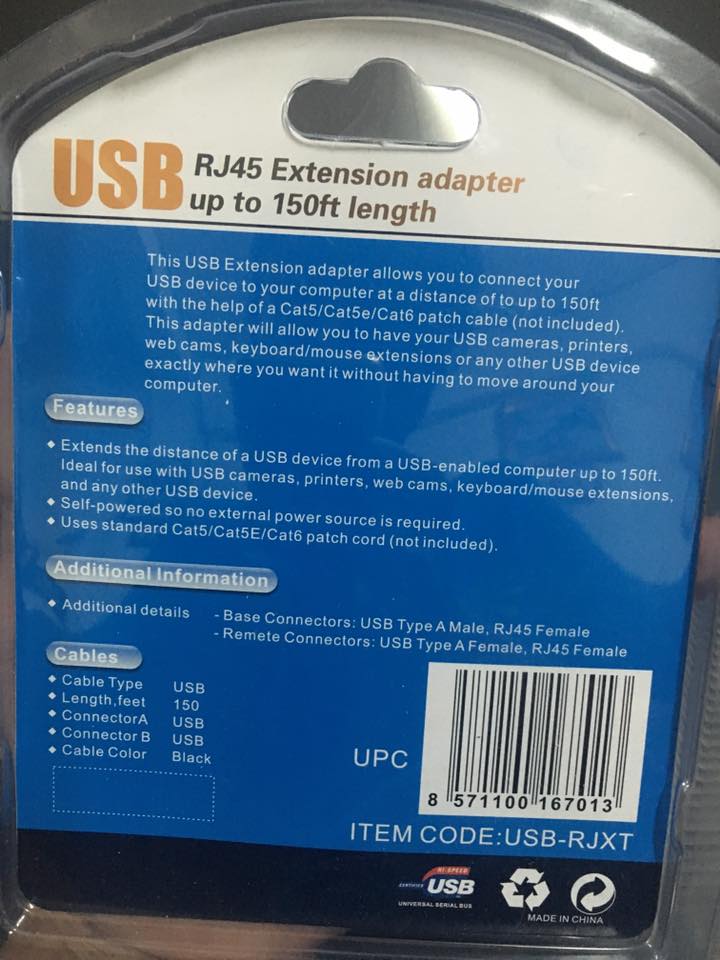 USB RJ45 Extension adapter
up to 150ft length
This USB Extension adapter allows you to connect your
USB device to your computer at a distance of to up to 150ft
with the help of a Cat5/Cat5e/Cat6 patch cable (not included).
This adapter will allow you to have your USB cameras, printers,
web cams, keyboard/mouse extensions or any other USB device
exactly where you want it without having to move around your
computer.
Features
◆ Extends the distance of a USB device from a USB-enabled computer up to 150ft.
Ideal for use with USB cameras, printers, web cams, keyboard/mouse extensions,
and any other USB device.
◆ Self-powered so no external power source is required.
◆ Uses standard Cat5/Cat5E/Cat6 patch cord (not included).
Additional Information
◆ Additional details - Base Connectors: USB Type A Male, RJ45 Female
- Remete Connectors: USB Type A Female, RJ45 Female
Cables
◆ Cable Type USB
◆ Length,feet 150
◆ ConnectorA USB
◆ Connector B USB
◆ Cable Color Black
UPC
8 571100 167013
ITEM CODE:USB-RJXT
HI-SPEED
CERTIFIED USB
UNIVERSAL SERIAL BUS
MADE IN CHINA